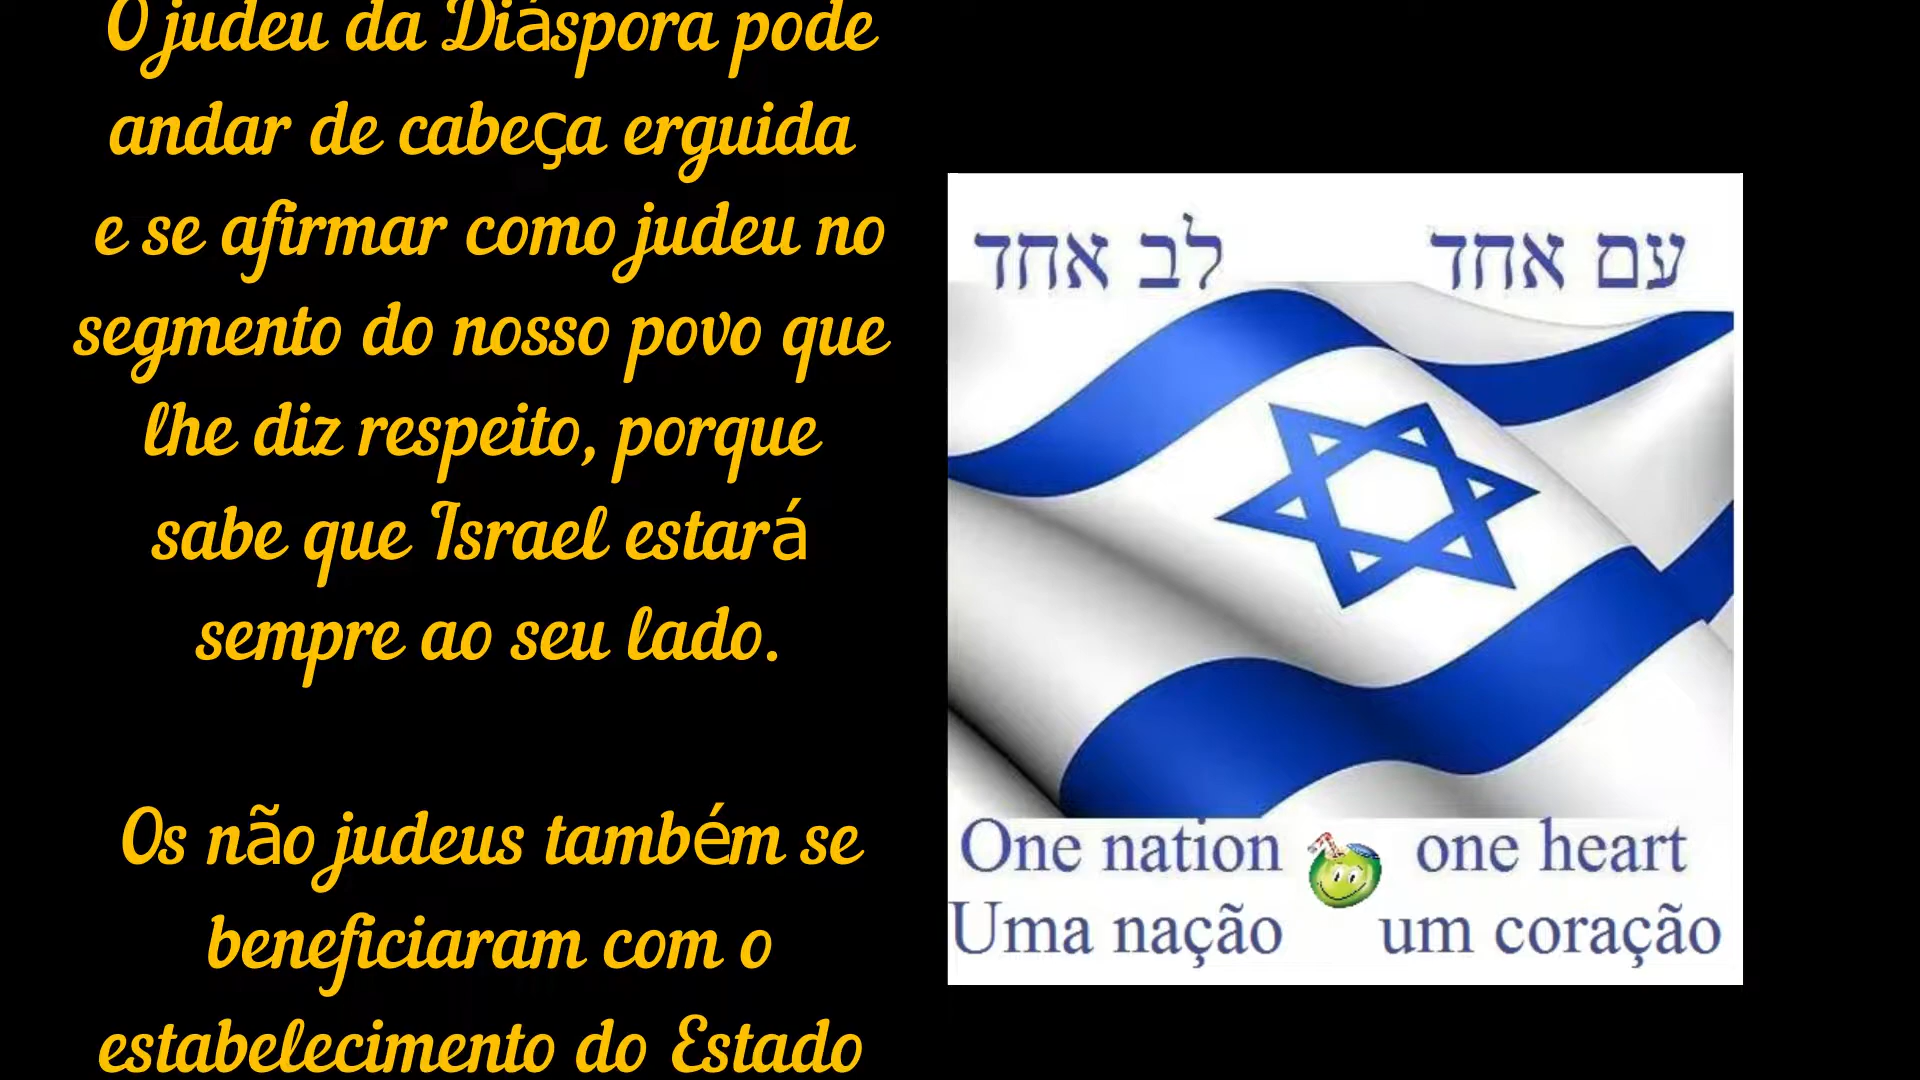 O judeu da Diáspora pode
andar de cabeça erguida
e se afirmar como judeu no
segmento do nosso povo que
lhe diz respeito, porque
sabe que Israel estará
sempre ao seu lado.
Os não judeus também se
beneficiaram com o
estabelecimento do Estado
עם אחד לב אחד
One nation one heart
Uma nação um coração